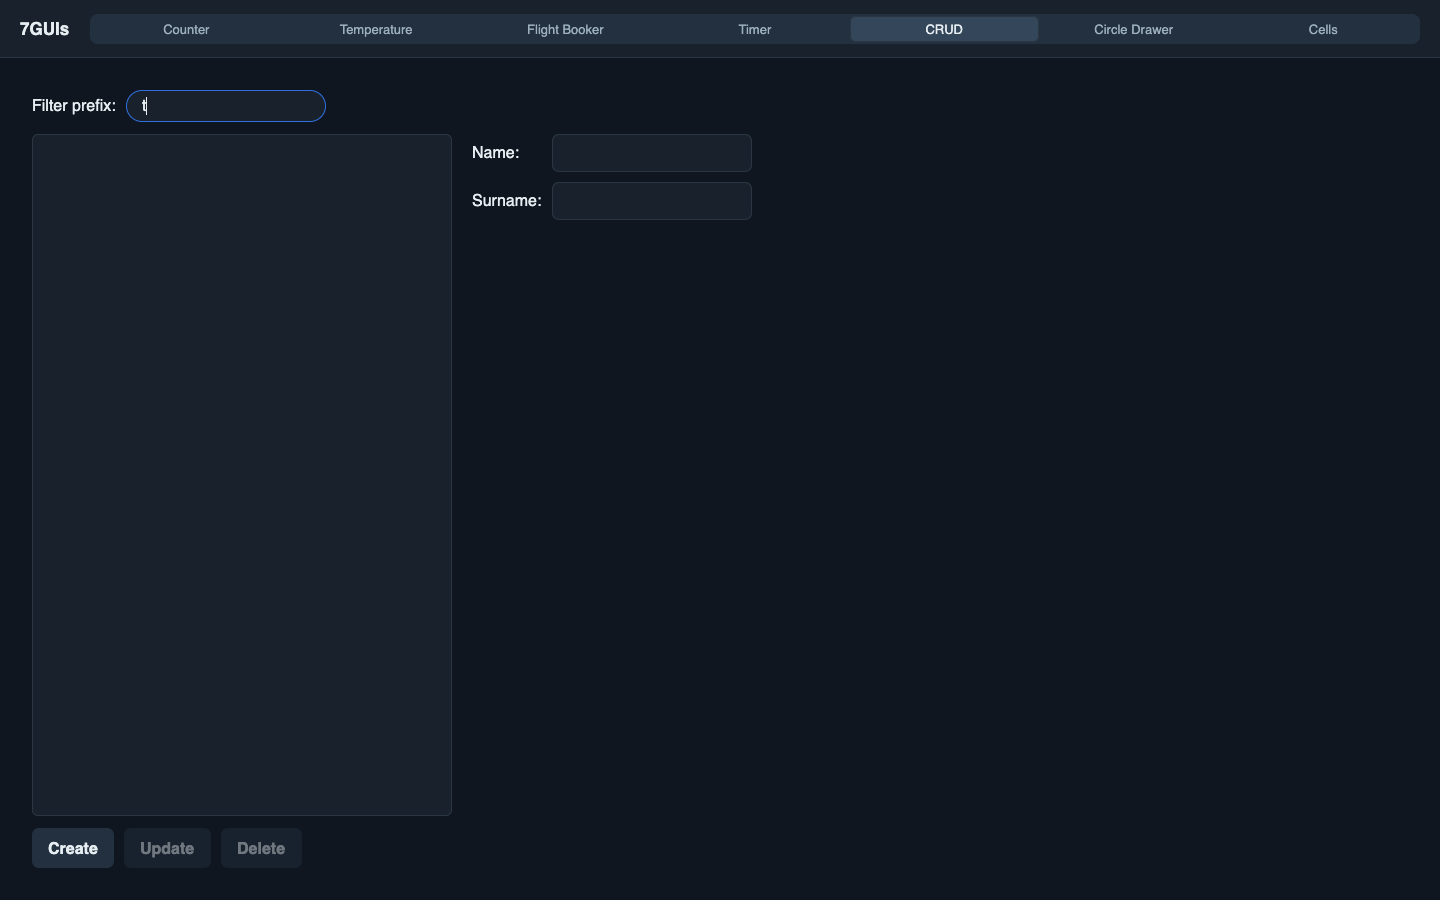 7GUIs Counter Temperature Flight Booker Timer CRUD Circle Drawer Cells
Filter prefix: t
Name:
Surname:
Create Update Delete